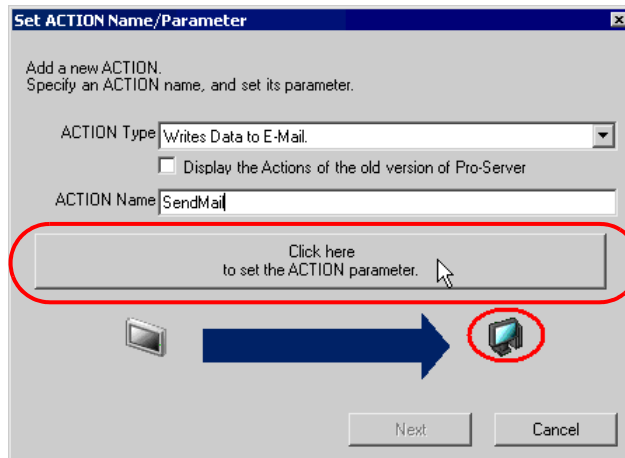 Set ACTION Name/Parameter
Add a new ACTION.
Specify an ACTION name, and set its parameter.
ACTION Type Writes Data to E-Mail.
Display the Actions of the old version of Pro-Server
ACTION Name SendMail
Click here
to set the ACTION parameter.
Next Cancel